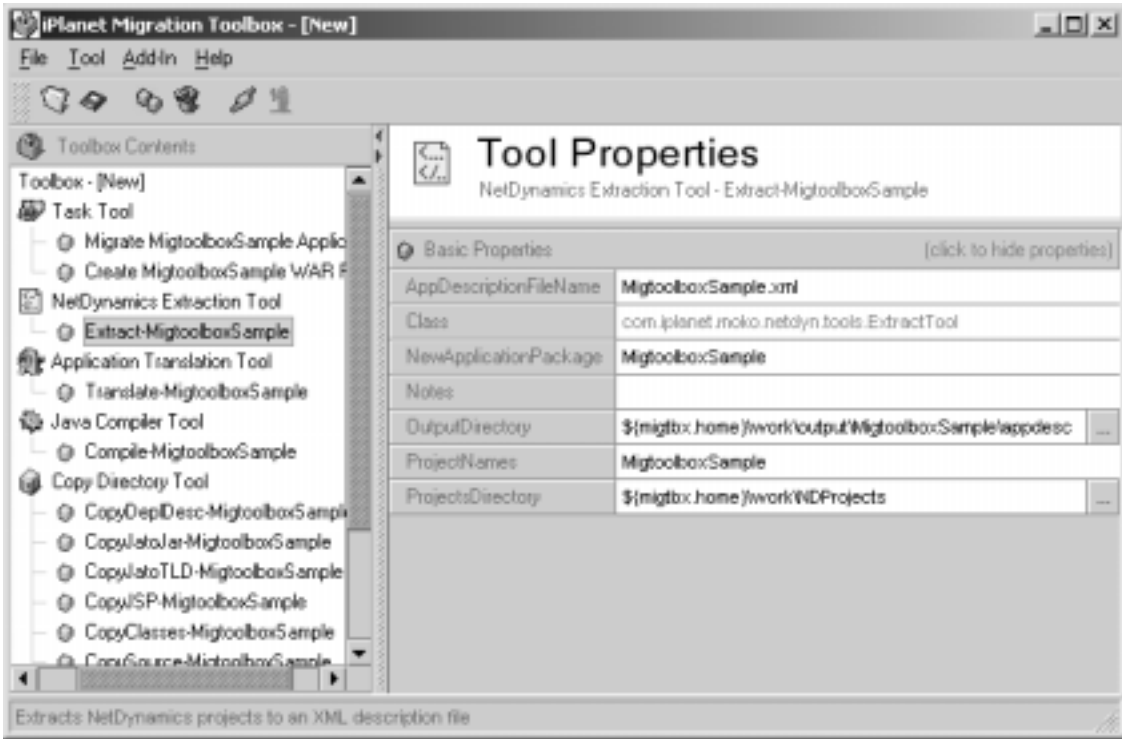 iPlanet Migration Toolbox - [New]
File Tool Add-In Help
Toolbox Contents
Toolbox - [New]
Task Tool
Migrate MigtoolboxSample Applic
Create MigtoolboxSample WAR F
NetDynamics Extraction Tool
Extract-MigtoolboxSample
Application Translation Tool
Translate-MigtoolboxSample
Java Compiler Tool
Compile-MigtoolboxSample
Copy Directory Tool
CopyDeplDesc-MigtoolboxSample
CopyJatoJar-MigtoolboxSample
CopyJatoTLD-MigtoolboxSample
CopyJSP-MigtoolboxSample
CopyClasses-MigtoolboxSample
CopySource-MigtoolboxSample
Tool Properties
NetDynamics Extraction Tool - Extract-MigtoolboxSample
Basic Properties (click to hide properties)
AppDescriptionFileName MigtoolboxSample.xml
Class com.iplanet.moko.netdyn.tools.ExtractTool
NewApplicationPackage MigtoolboxSample
Notes
OutputDirectory ${migtbx.home}\work\output\MigtoolboxSample\appdesc ...
ProjectNames MigtoolboxSample
ProjectsDirectory ${migtbx.home}\work\NDProjects ...
Extracts NetDynamics projects to an XML description file